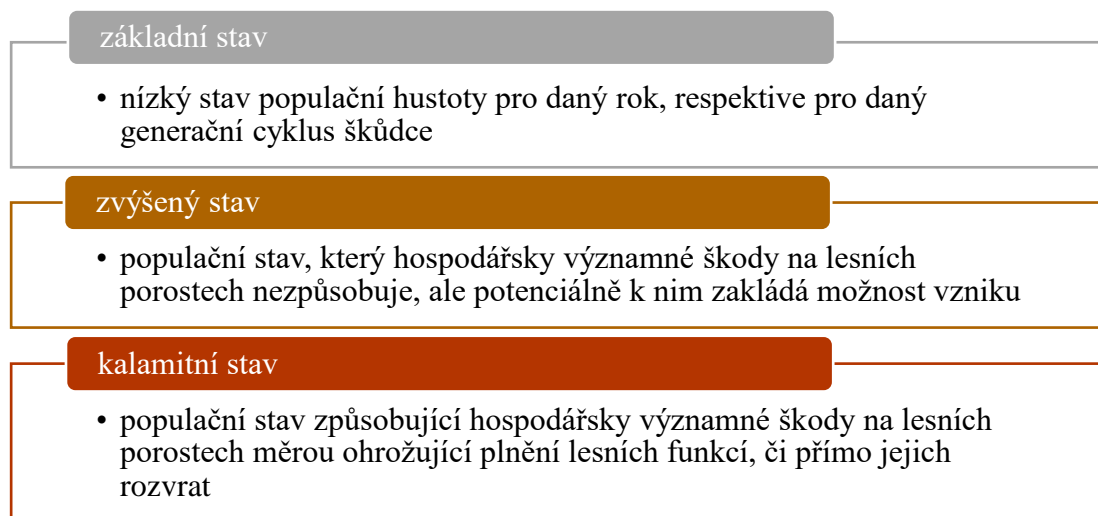 základní stav
• nízký stav populační hustoty pro daný rok, respektive pro daný
generační cyklus škůdce
zvýšený stav
• populační stav, který hospodářsky významné škody na lesních
porostech nezpůsobuje, ale potenciálně k nim zakládá možnost vzniku
kalamitní stav
• populační stav způsobující hospodářsky významné škody na lesních
porostech měrou ohrožující plnění lesních funkcí, či přímo jejich
rozvrat